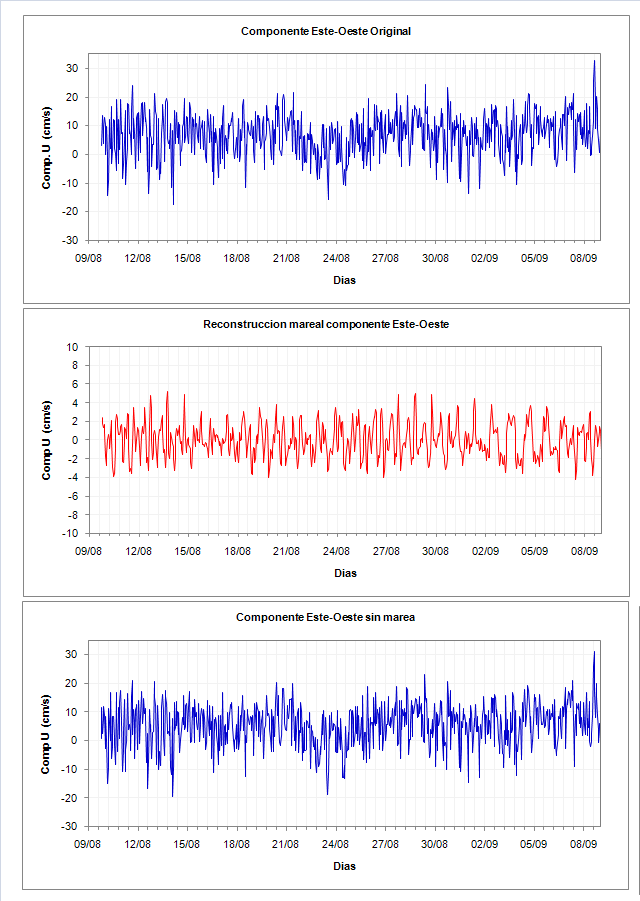 Componente Este-Oeste Original
30
20
10
0
-10
-20
-30
Comp. U (cm/s)
09/08 12/08 15/08 18/08 21/08 24/08 27/08 30/08 02/09 05/09 08/09
Dias
Reconstruccion mareal componente Este-Oeste
10
8
6
4
2
0
-2
-4
-6
-8
-10
Comp U (cm/s)
09/08 12/08 15/08 18/08 21/08 24/08 27/08 30/08 02/09 05/09 08/09
Dias
Componente Este-Oeste sin marea
30
20
10
0
-10
-20
-30
Comp U (cm/s)
09/08 12/08 15/08 18/08 21/08 24/08 27/08 30/08 02/09 05/09 08/09
Dias